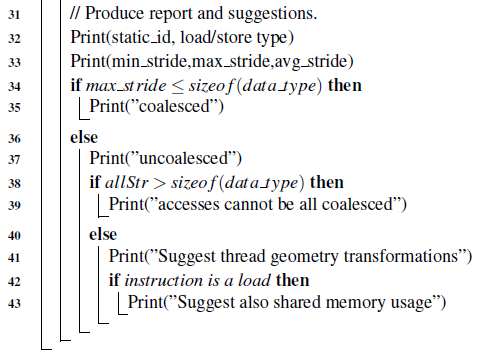 31 // Produce report and suggestions.
32 Print(static_id, load/store type)
33 Print(min_stride,max_stride,avg_stride)
34 if max_stride ≤ sizeof(data_type) then
35 Print(”coalesced”)
36 else
37 Print(”uncoalesced”)
38 if allStr > sizeof(data_type) then
39 Print(”accesses cannot be all coalesced”)
40 else
41 Print(”Suggest thread geometry transformations”)
42 if instruction is a load then
43 Print(”Suggest also shared memory usage”)